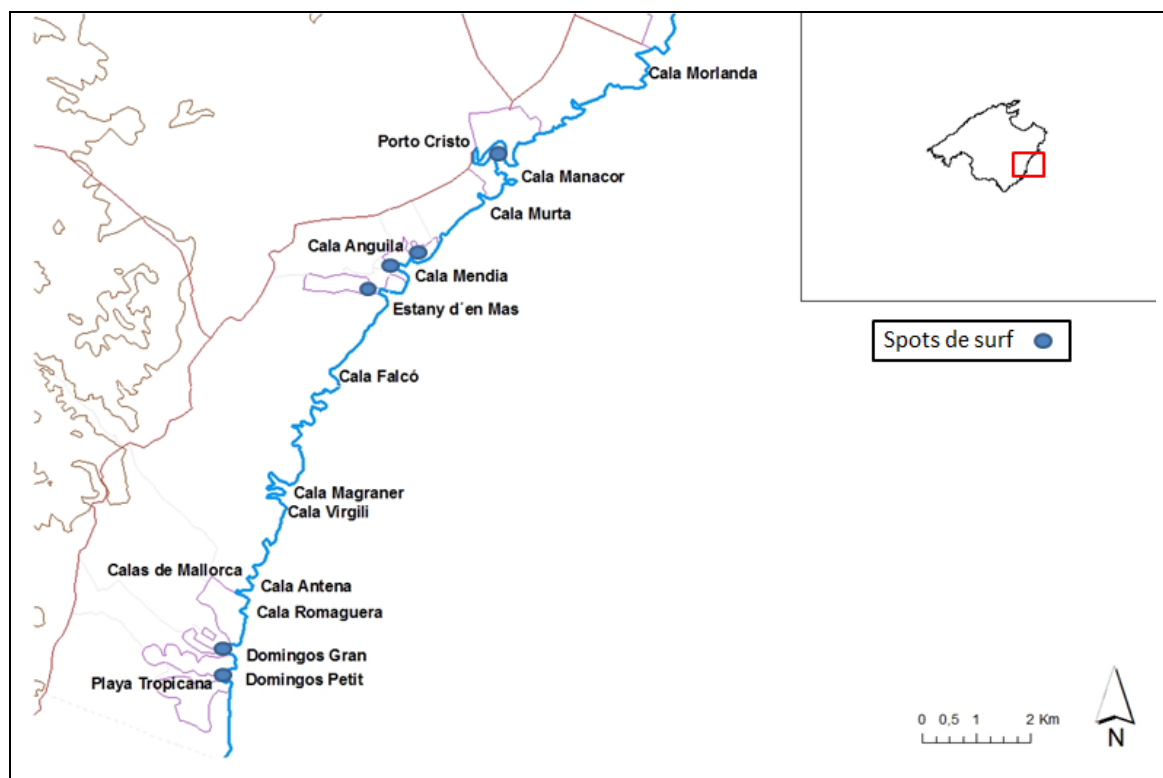 Cala Morlanda
Porto Cristo
Cala Manacor
Cala Murta
Cala Anguila
Cala Mendia
Estany d´en Mas
Cala Falcó
Cala Magraner
Cala Virgili
Calas de Mallorca
Cala Antena
Cala Romaguera
Domingos Gran
Playa Tropicana
Domingos Petit
Spots de surf
0 0,5 1 2 Km
N